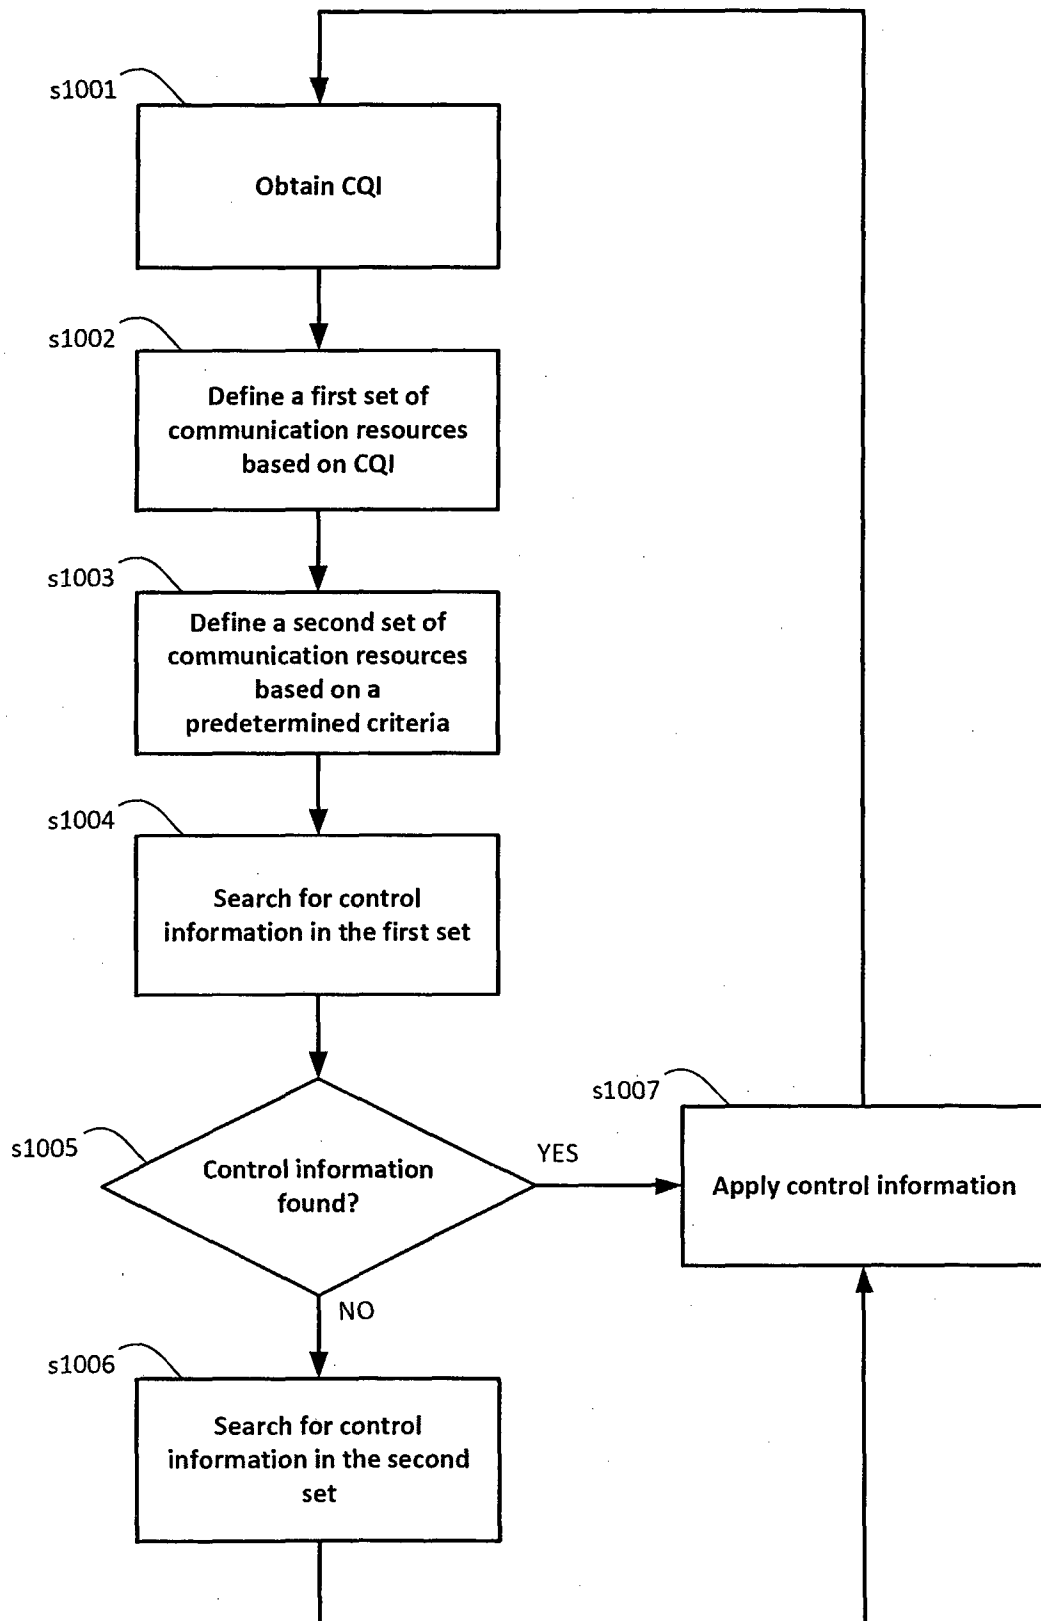 s1001
Obtain CQI
s1002
Define a first set of
communication resources
based on CQI
s1003
Define a second set of
communication resources
based on a
predetermined criteria
s1004
Search for control
information in the first set
s1005
Control information
found?
YES
s1007
Apply control information
NO
s1006
Search for control
information in the second
set